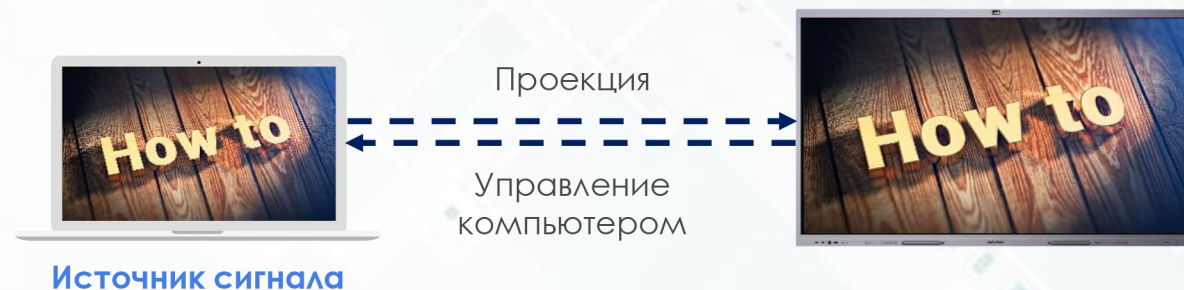 How to
Проекция
How to
Управление
компьютером
Источник сигнала